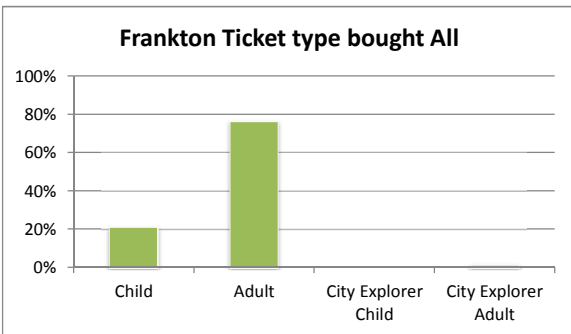 Frankton Ticket type bought All
100%
80%
60%
40%
20%
0%
Child
Adult
City Explorer
Child
City Explorer
Adult